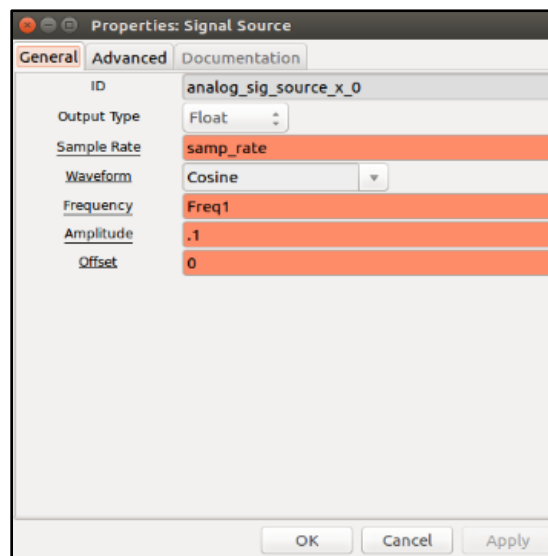 Properties: Signal Source
General Advanced Documentation
ID analog_sig_source_x_0
Output Type Float
Sample Rate samp_rate
Waveform Cosine
Frequency Freq1
Amplitude .1
Offset 0
OK Cancel Apply